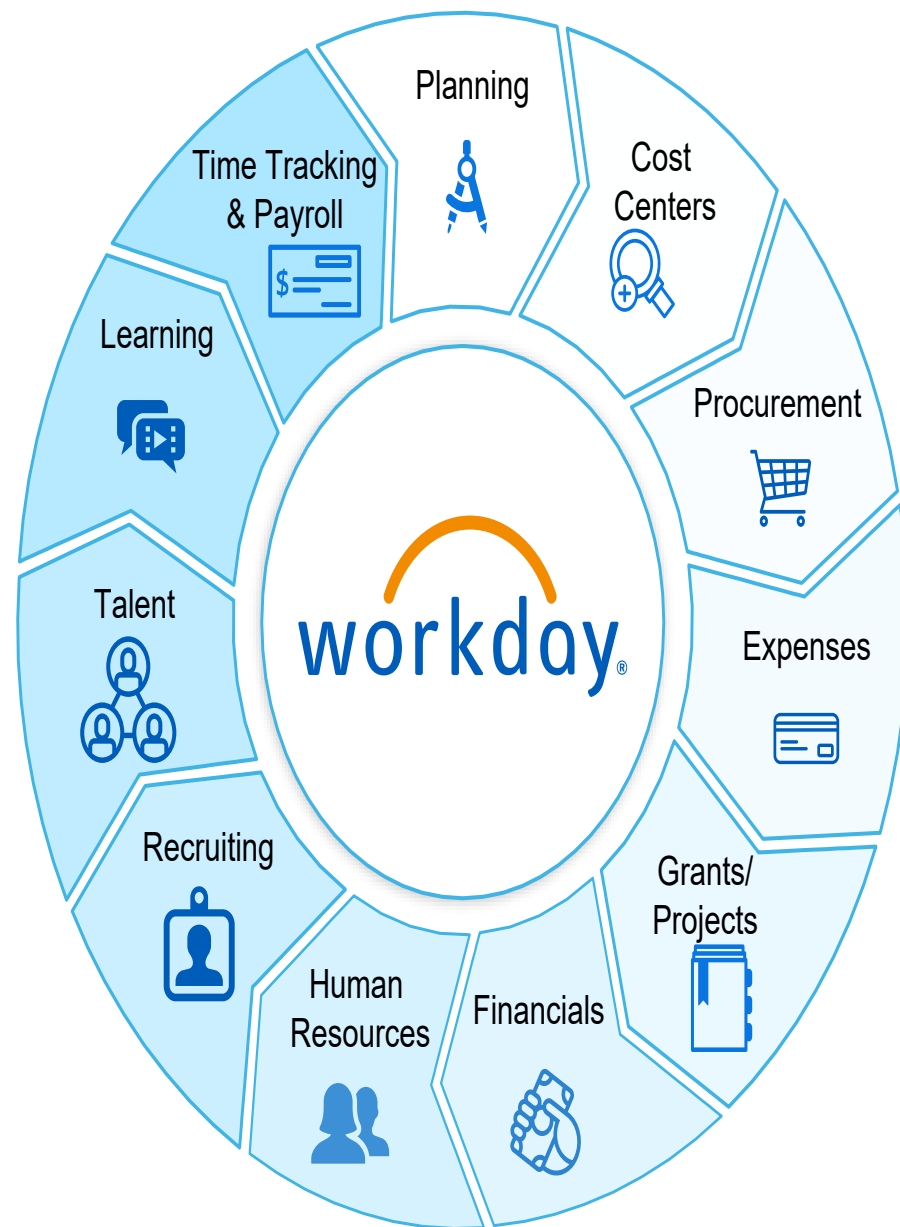 Planning
Cost
Centers
Procurement
Expenses
Grants/
Projects
Financials
Human
Resources
Recruiting
Talent
Learning
Time Tracking
& Payroll
$
workday®